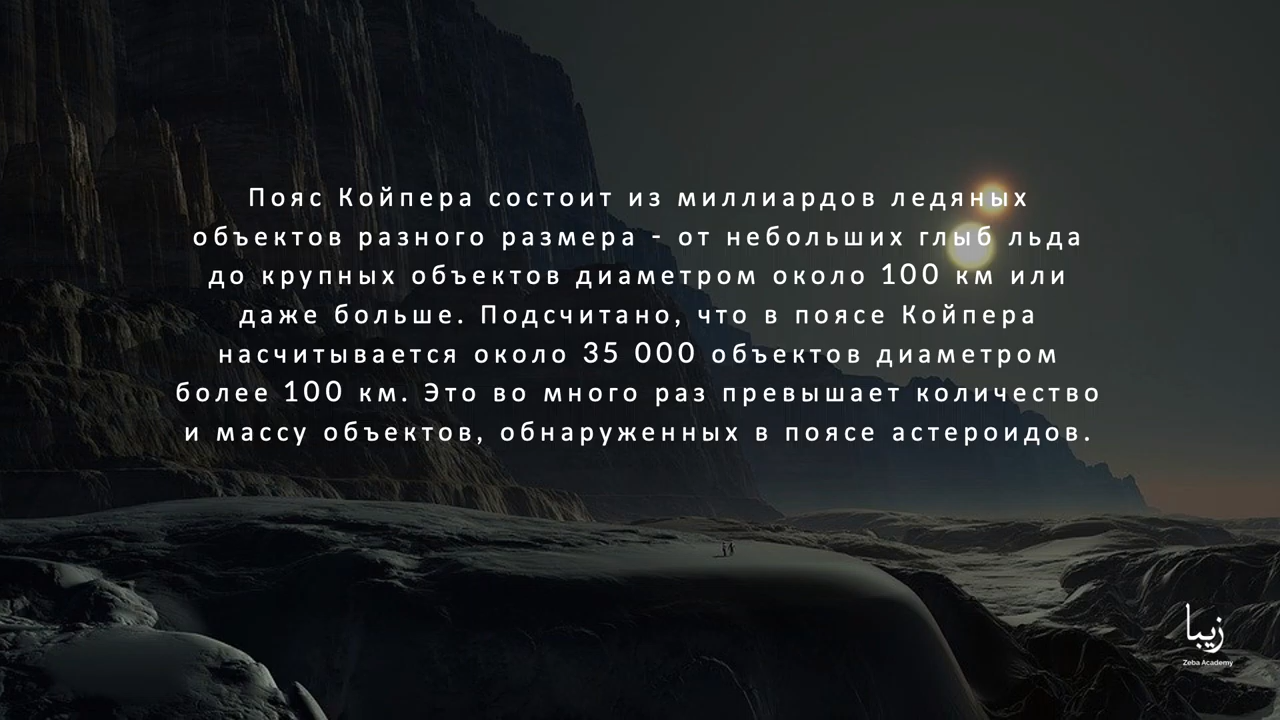 Пояс Койпера состоит из миллиардов ледяных
объектов разного размера - от небольших глыб льда
до крупных объектов диаметром около 100 км или
даже больше. Подсчитано, что в поясе Койпера
насчитывается около 35 000 объектов диаметром
более 100 км. Это во много раз превышает количество
и массу объектов, обнаруженных в поясе астероидов.
زیبا
Zeba Academy